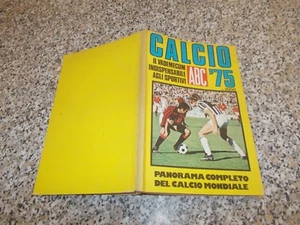 CALCIO
IL VADEMECUM
INDISPENSABILE
AGLI SPORTIVI
ABC
'75
PANORAMA COMPLETO
DEL CALCIO MONDIALE